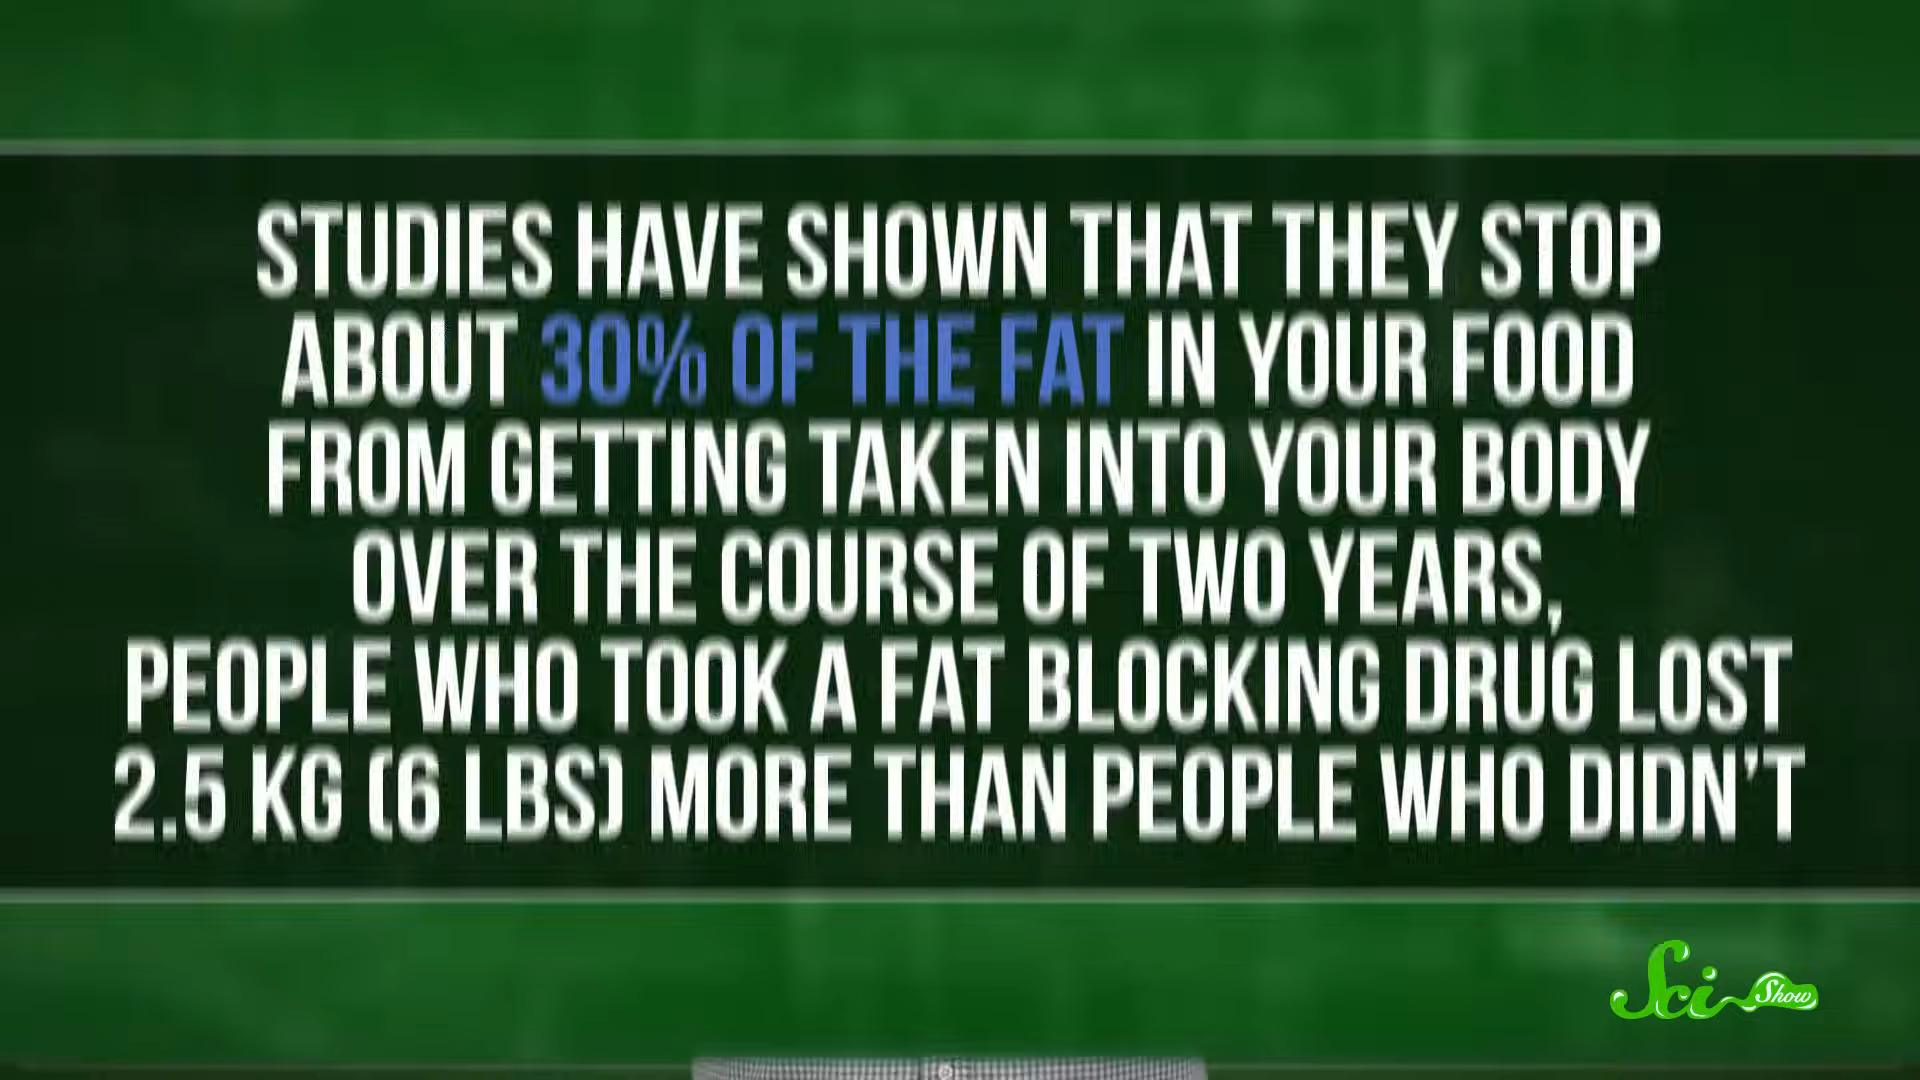 STUDIES HAVE SHOWN THAT THEY STOP
ABOUT 30% OF THE FAT IN YOUR FOOD
FROM GETTING TAKEN INTO YOUR BODY
OVER THE COURSE OF TWO YEARS,
PEOPLE WHO TOOK A FAT BLOCKING DRUG LOST
2.5 KG (6 LBS) MORE THAN PEOPLE WHO DIDN'T
Sci Show